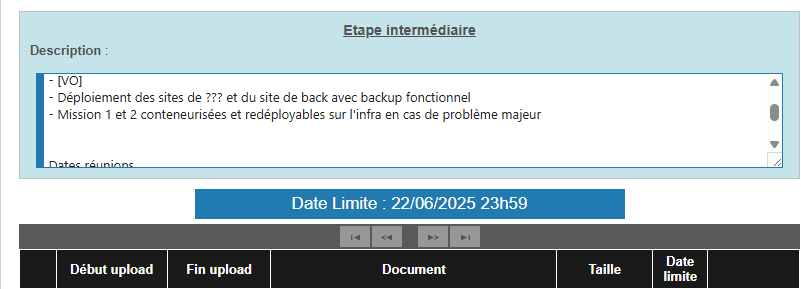 Etape intermédiaire
Description :
- [VO]
- Déploiement des sites de ??? et du site de back avec backup fonctionnel
- Mission 1 et 2 conteneurisées et redéployables sur l'infra en cas de problème majeur
Dates réunions
Date Limite : 22/06/2025 23h59
Début upload Fin upload Document Taille Date limite